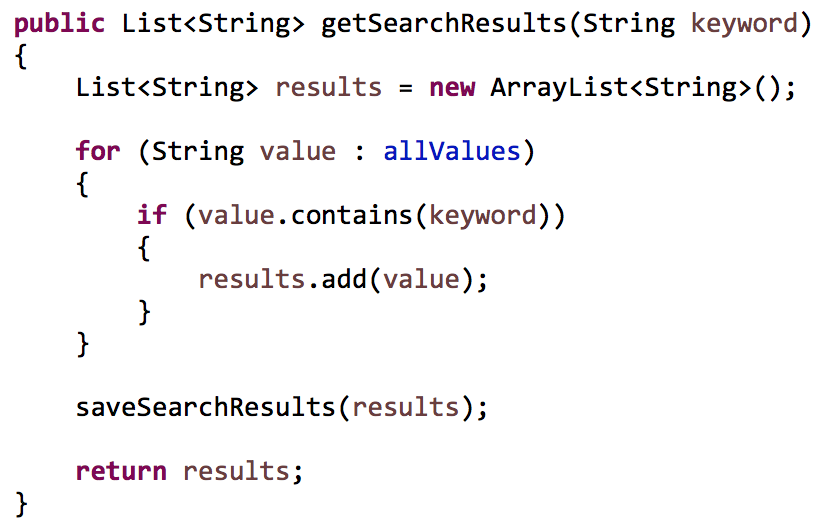 public List<String> getSearchResults(String keyword)
{
    List<String> results = new ArrayList<String>();

    for (String value : allValues)
    {
        if (value.contains(keyword))
        {
            results.add(value);
        }
    }

    saveSearchResults(results);

    return results;
}